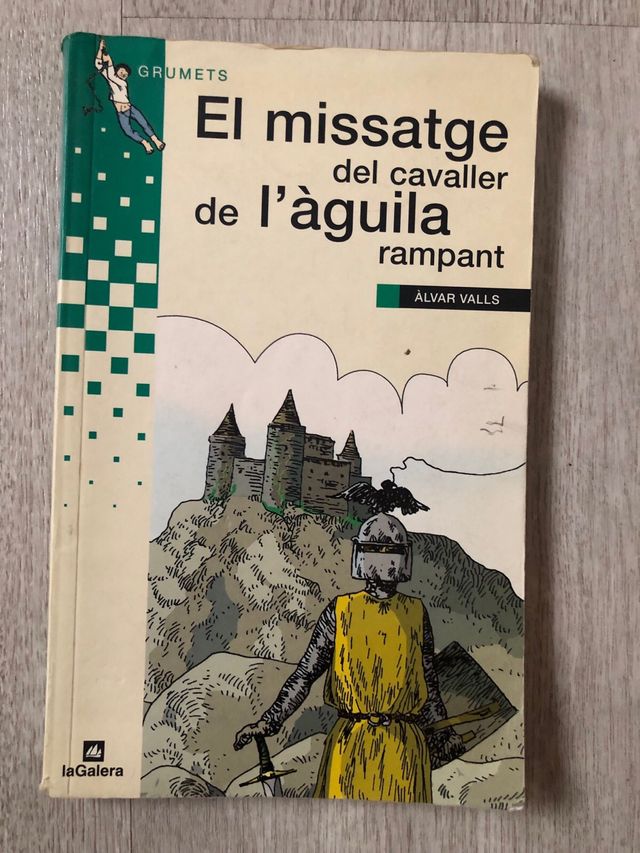 GRUMETS
El missatge
del cavaller
de l'àguila
rampant
ÀLVAR VALLS
laGalera